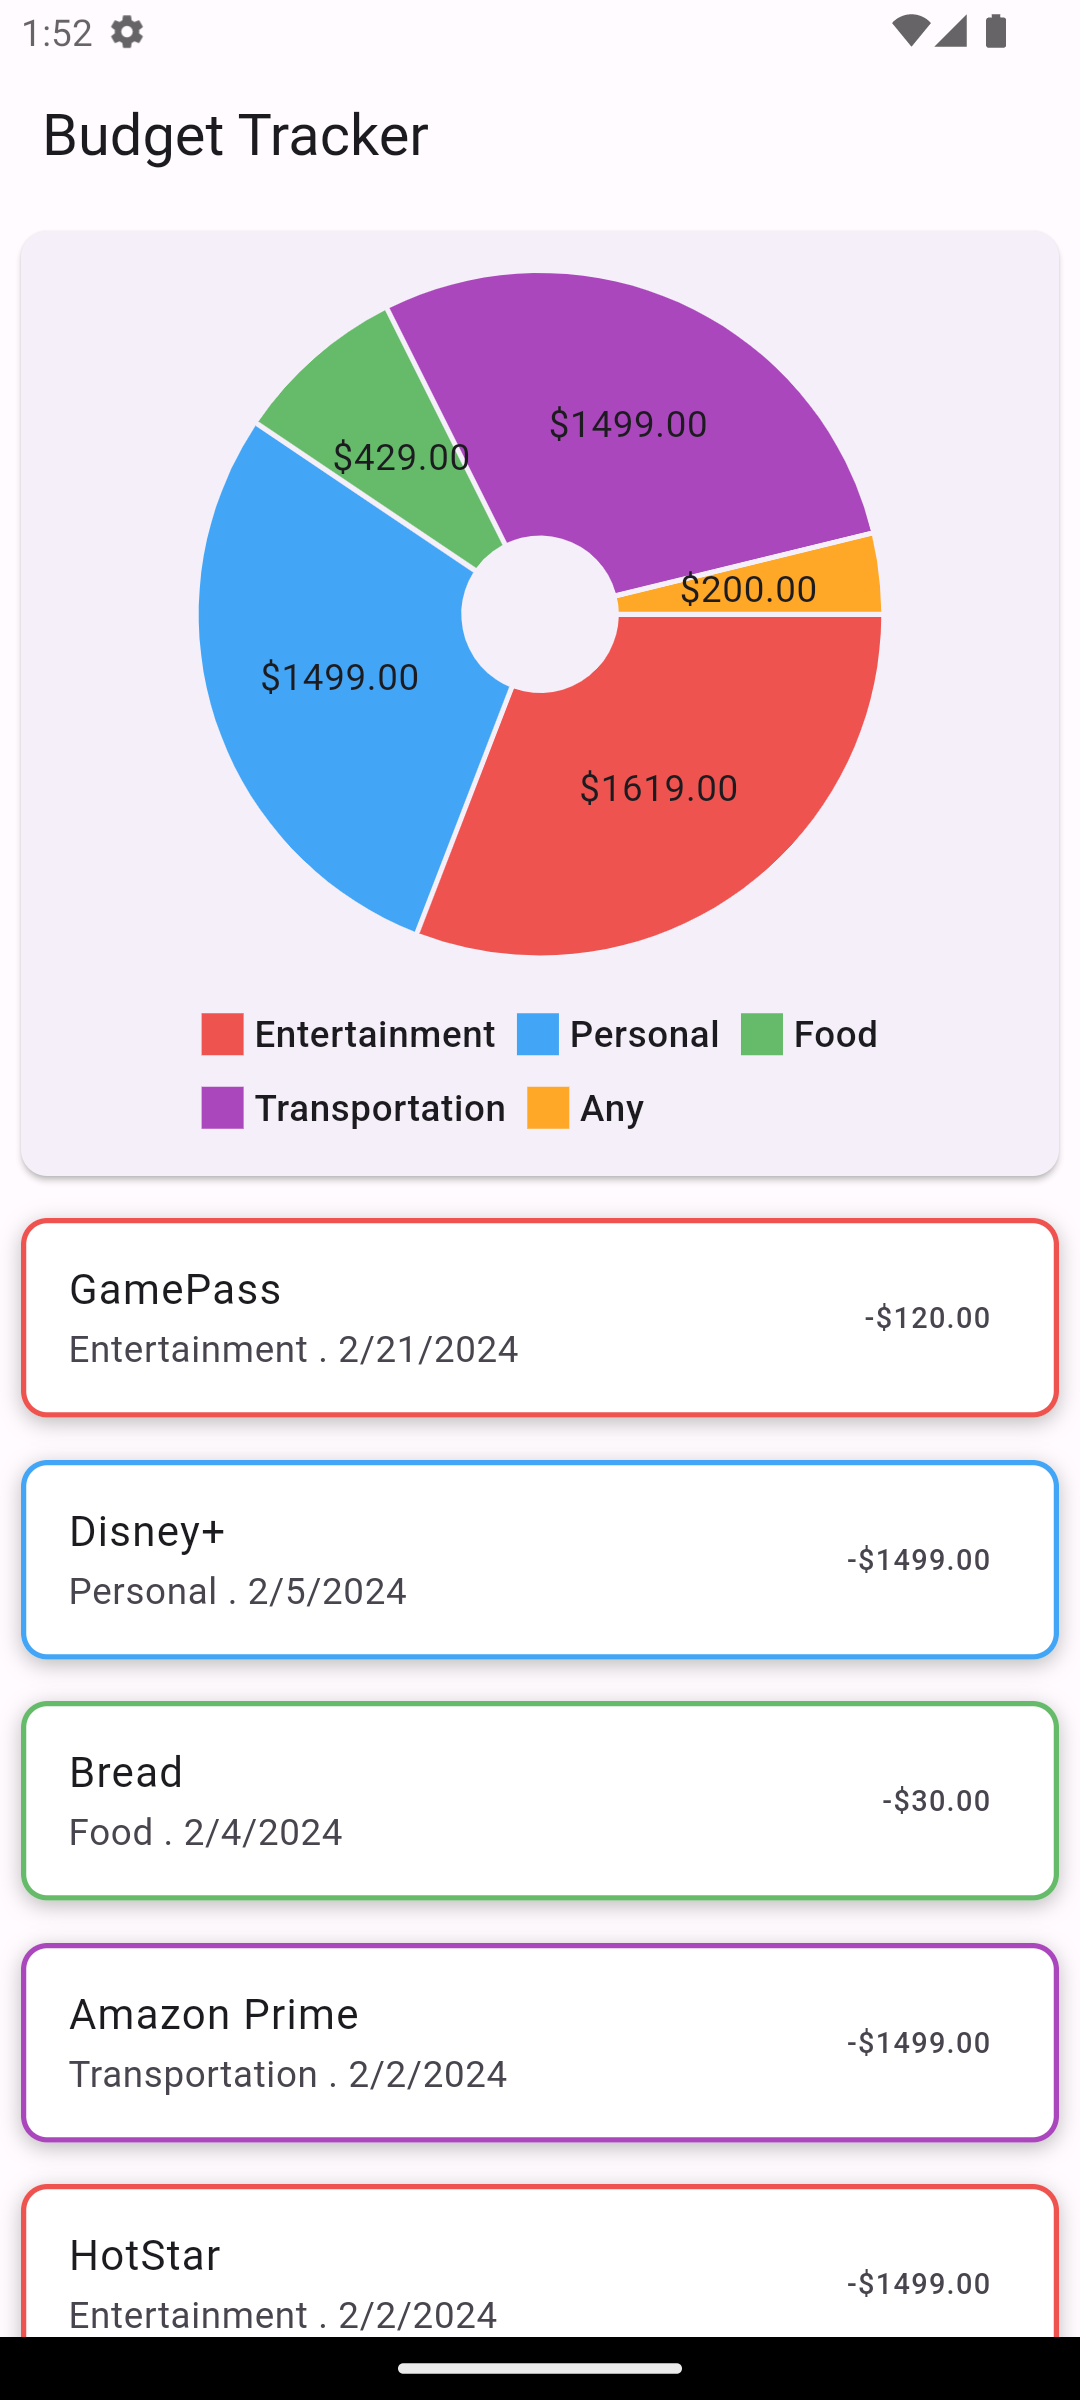 1:52
Budget Tracker
$1499.00
$429.00
$200.00
$1499.00
$1619.00
Entertainment Personal Food
Transportation Any
GamePass
-$120.00
Entertainment . 2/21/2024
Disney+
-$1499.00
Personal . 2/5/2024
Bread
-$30.00
Food . 2/4/2024
Amazon Prime
-$1499.00
Transportation . 2/2/2024
HotStar
-$1499.00
Entertainment . 2/2/2024